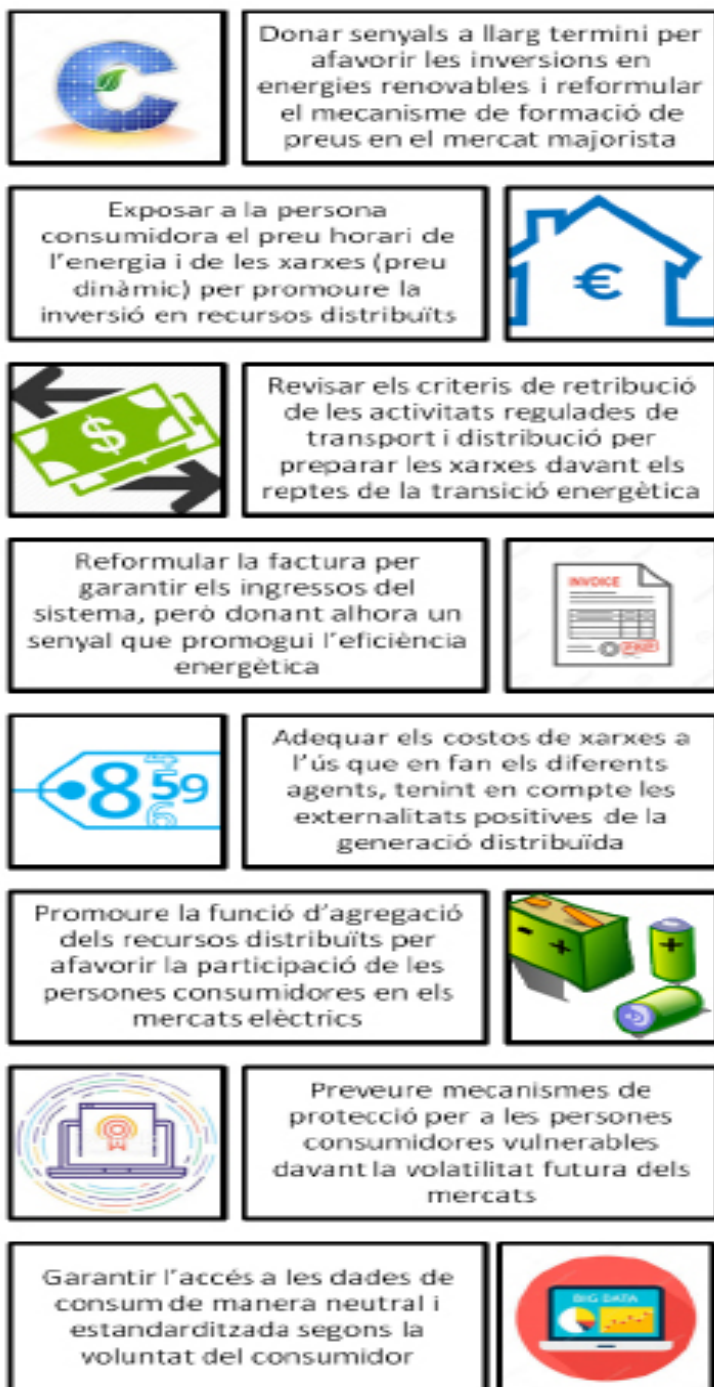 Donar senyals a llarg termini per
afavorir les inversions en
energies renovables i reformular
el mecanisme de formació de
preus en el mercat majorista
Exposar a la persona
consumidora el preu horari de
l'energia i de les xarxes (preu
dinàmic) per promoure la
inversió en recursos distribuïts
€
$
Revisar els criteris de retribució
de les activitats regulades de
transport i distribució per
preparar les xarxes davant els
reptes de la transició energètica
Reformular la factura per
garantir els ingressos del
sistema, però donant alhora un
senyal que promogui l'eficiència
energètica
INVOICE
PAID
859
6
Adequar els costos de xarxes a
l'ús que en fan els diferents
agents, tenint en compte les
externalitats positives de la
generació distribuïda
Promoure la funció d'agregació
dels recursos distribuïts per
afavorir la participació de les
persones consumidores en els
mercats elèctrics
- +
+
Preveure mecanismes de
protecció per a les persones
consumidores vulnerables
davant la volatilitat futura dels
mercats
Garantir l'accés a les dades de
consum de manera neutral i
estandarditzada segons la
voluntat del consumidor
BIG DATA